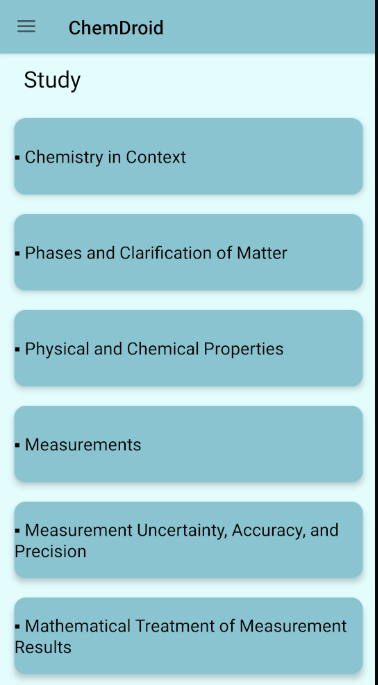 ChemDroid
Study
▪ Chemistry in Context
▪ Phases and Clarification of Matter
▪ Physical and Chemical Properties
▪ Measurements
▪ Measurement Uncertainty, Accuracy, and
Precision
▪ Mathematical Treatment of Measurement
Results